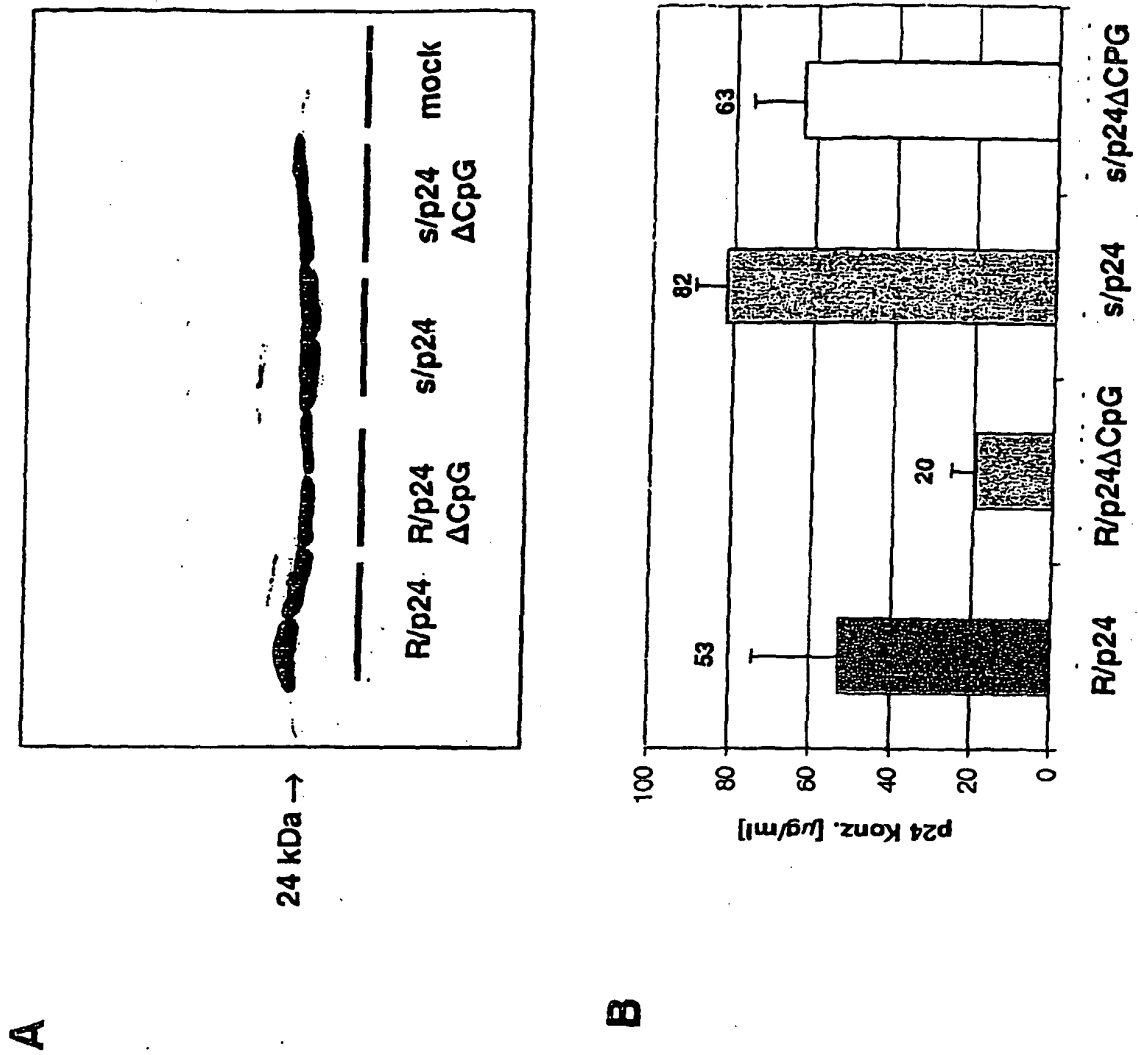 A
24 kDa →
R/p24
R/p24
ΔCpG
s/p24
s/p24
ΔCpG
mock
B
p24 Konz. [µg/ml]
100
80
60
40
20
0
53
20
82
63
R/p24
R/p24ΔCpG
s/p24
s/p24ΔCPG